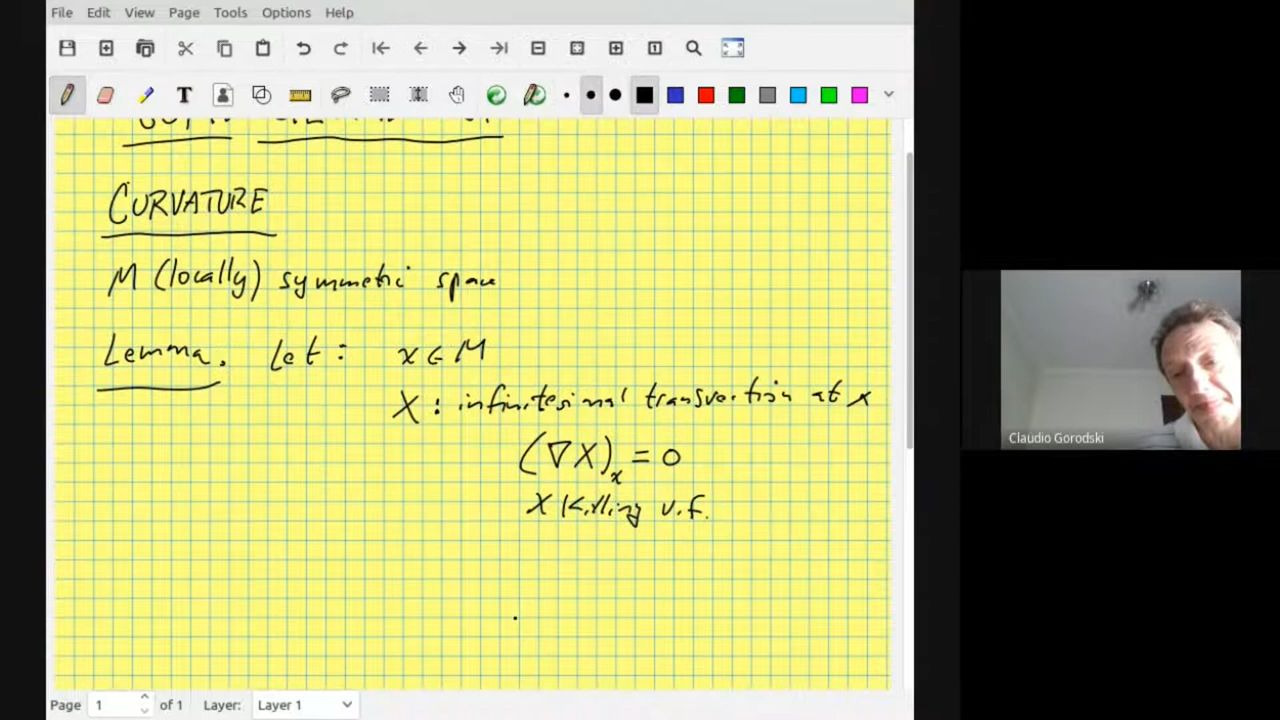 File Edit View Page Tools Options Help
CURVATURE
M (locally) symmetric space
Lemma. Let : x ∈ M
X : infinitesimal transvection at x
(∇X)ₓ = 0
X Killing v.f.
Claudio Gorodski
Page 1 of 1 Layer: Layer 1